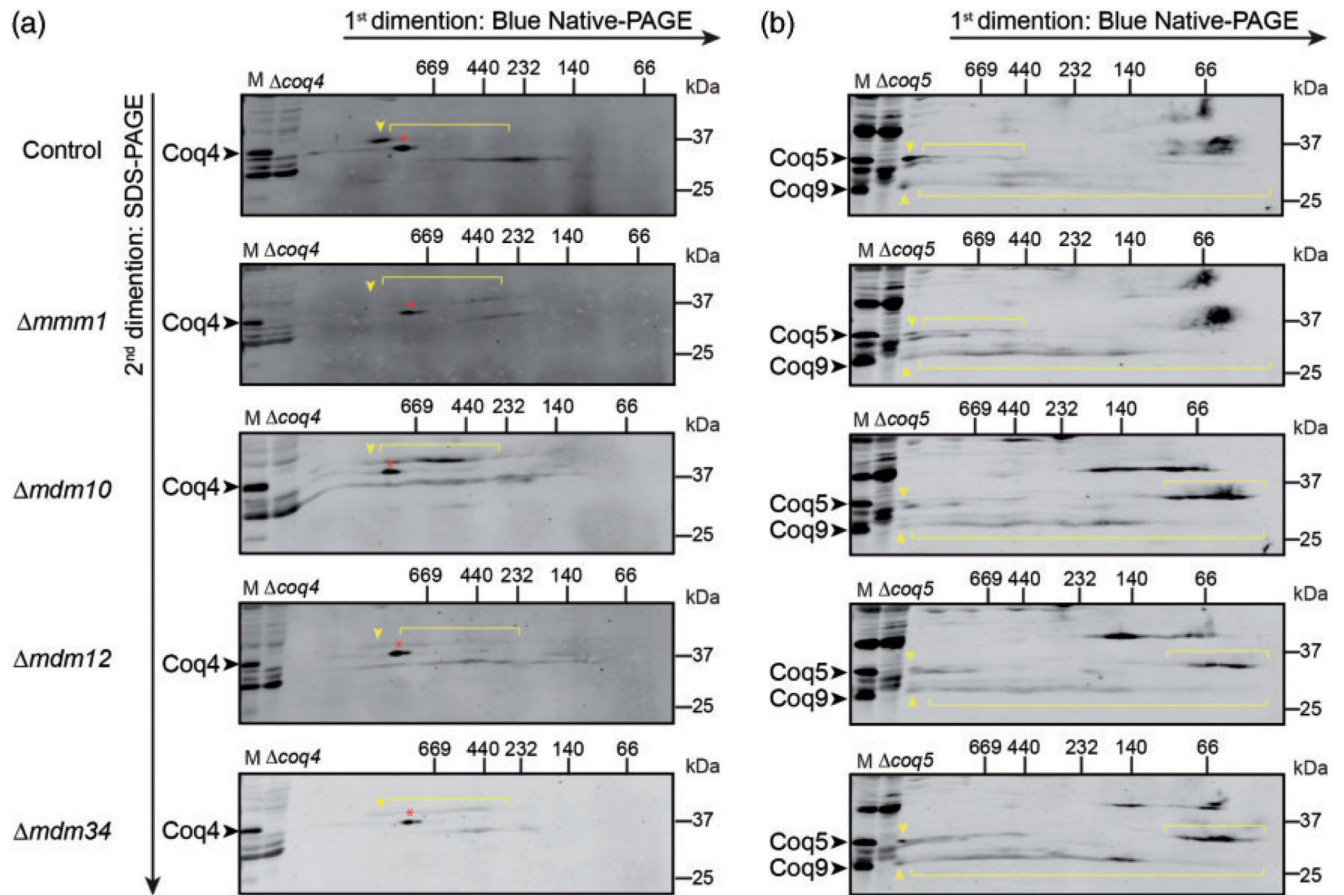 (a)
1st dimention: Blue Native-PAGE
2nd dimention: SDS-PAGE
M Δcoq4 669 440 232 140 66 kDa
Control
Coq4
37
25
M Δcoq4 669 440 232 140 66 kDa
Δmmm1
Coq4
37
25
M Δcoq4 669 440 232 140 66 kDa
Δmdm10
Coq4
37
25
M Δcoq4 669 440 232 140 66 kDa
Δmdm12
Coq4
37
25
M Δcoq4 669 440 232 140 66 kDa
Δmdm34
Coq4
37
25
(b)
1st dimention: Blue Native-PAGE
M Δcoq5 669 440 232 140 66 kDa
Coq5
Coq9
37
25
M Δcoq5 669 440 232 140 66 kDa
Coq5
Coq9
37
25
M Δcoq5 669 440 232 140 66 kDa
Coq5
Coq9
37
25
M Δcoq5 669 440 232 140 66 kDa
Coq5
Coq9
37
25
M Δcoq5 669 440 232 140 66 kDa
Coq5
Coq9
37
25